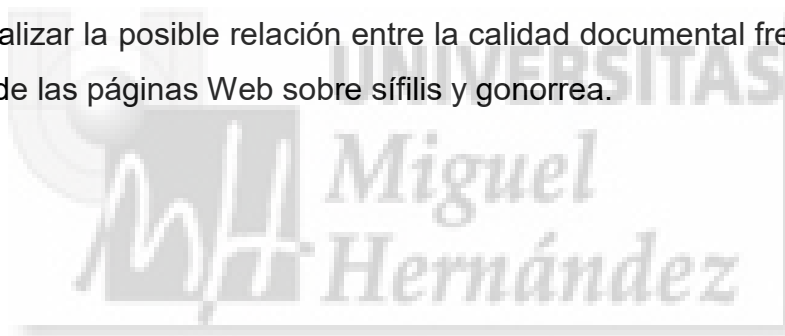 alizar la posible relación entre la calidad documental fre
de las páginas Web sobre sífilis y gonorrea.
UNIVERSITAS
Miguel
Hernández